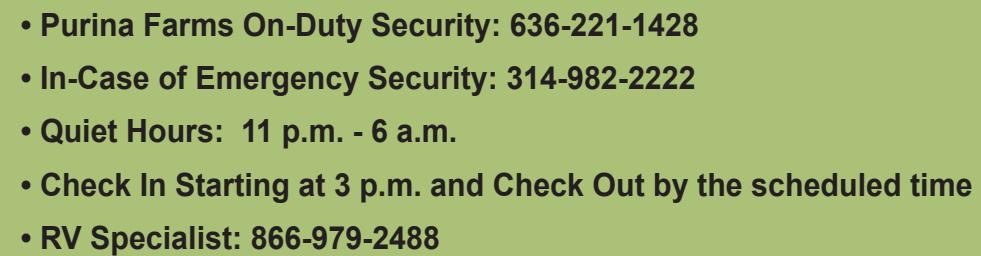 • Purina Farms On-Duty Security: 636-221-1428
• In-Case of Emergency Security: 314-982-2222
• Quiet Hours:  11 p.m. - 6 a.m.
• Check In Starting at 3 p.m. and Check Out by the scheduled time
• RV Specialist: 866-979-2488